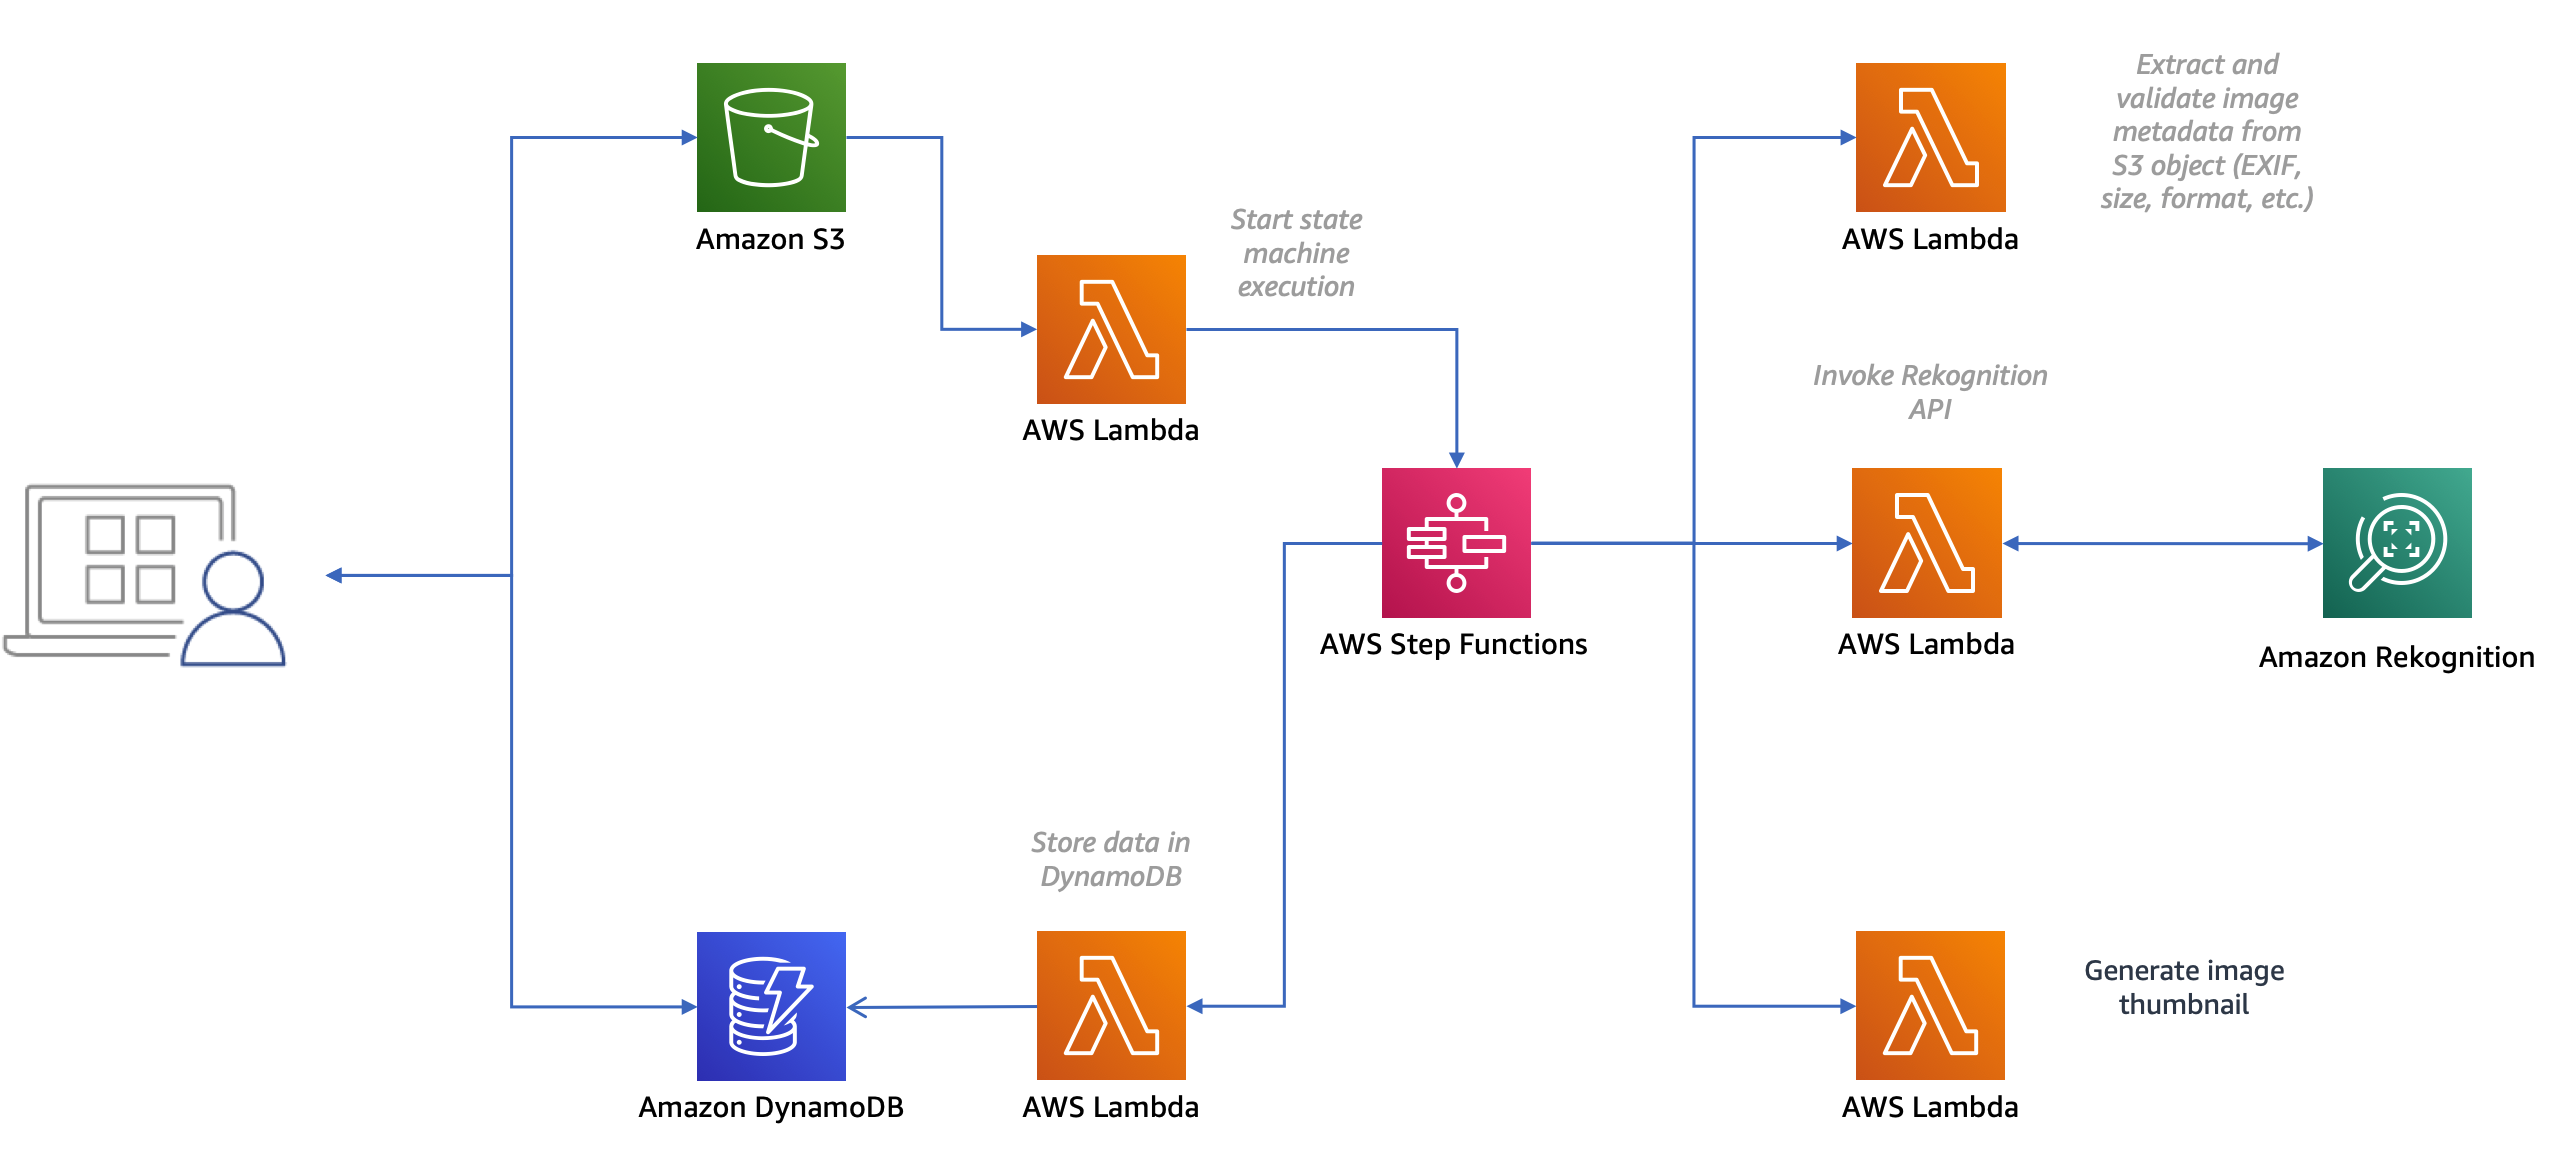 Extract and
validate image
metadata from
S3 object (EXIF,
size, format, etc.)
Amazon S3
AWS Lambda
Start state
machine
execution
AWS Lambda
Invoke Rekognition
API
AWS Step Functions
AWS Lambda
Amazon Rekognition
Store data in
DynamoDB
Generate image
thumbnail
Amazon DynamoDB
AWS Lambda
AWS Lambda